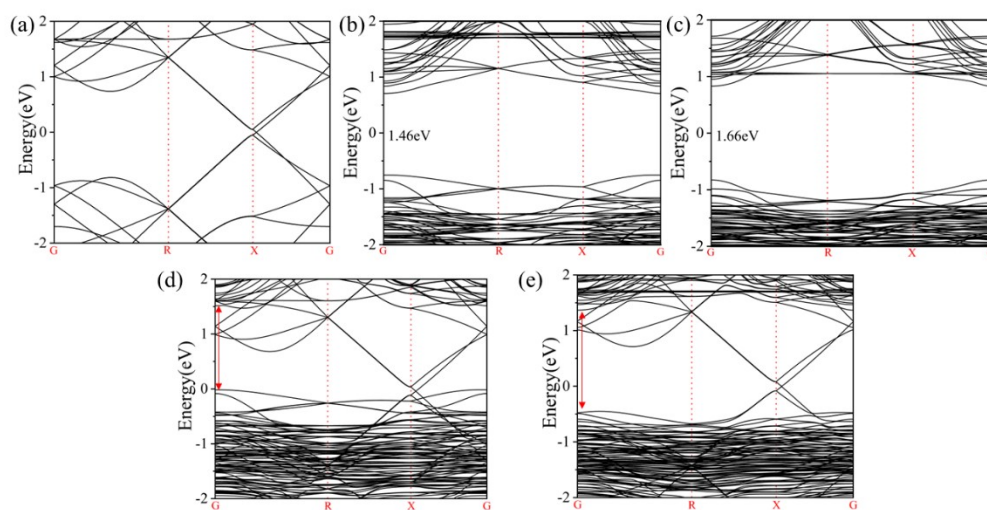 (a)
Energy(eV)
2
1
0
-1
-2
G R X G
(b)
Energy(eV)
2
1
0
-1
-2
1.46eV
G R X G
(c)
Energy(eV)
2
1
0
-1
-2
1.66eV
G R X
(d)
Energy(eV)
2
1
0
-1
-2
G R X G
(e)
Energy(eV)
2
1
0
-1
-2
G R X G